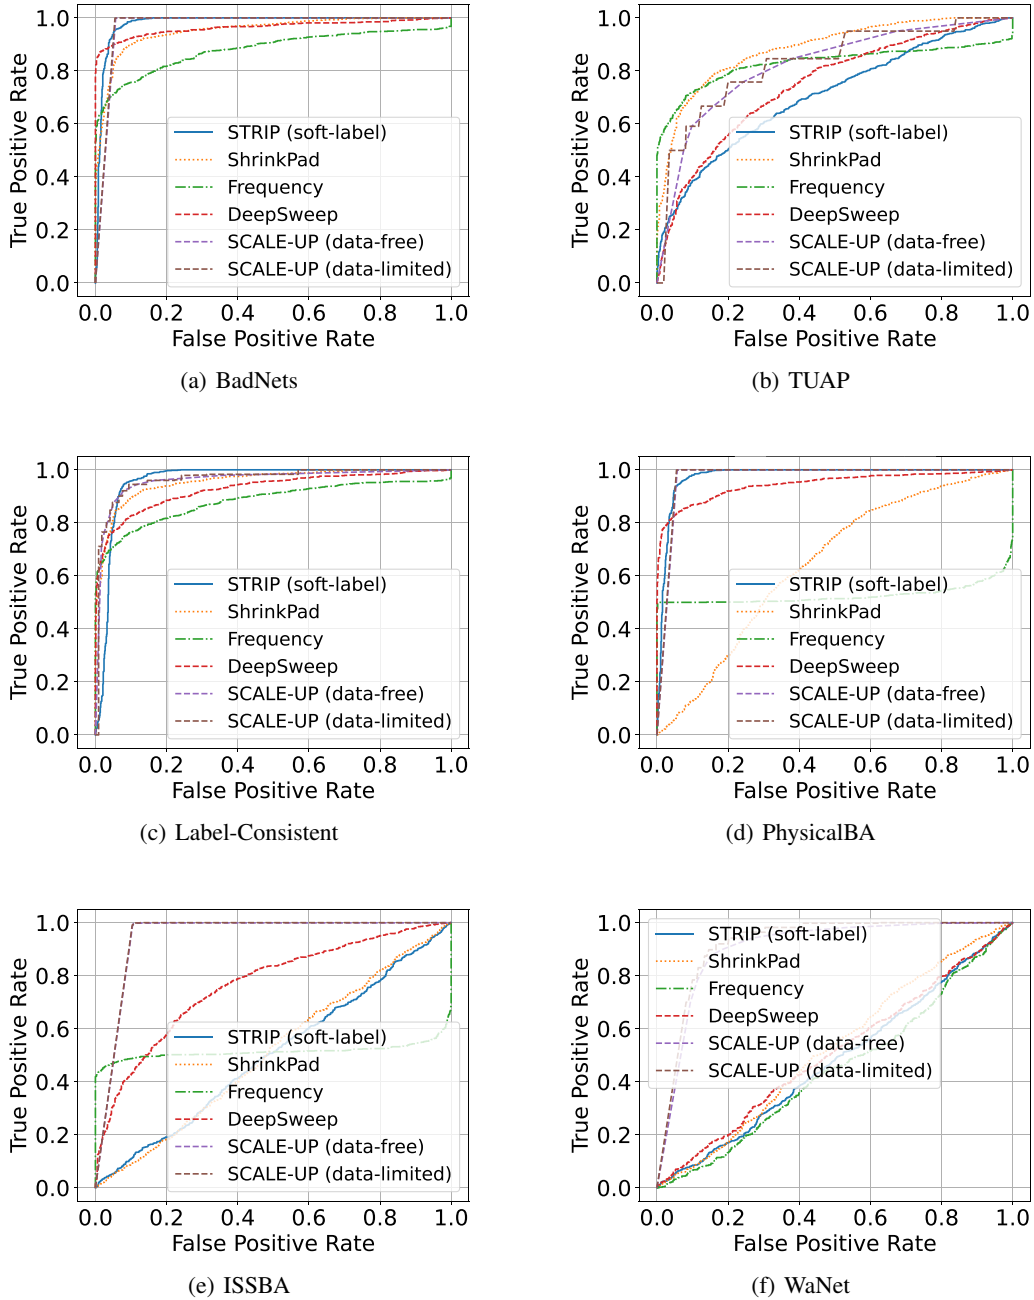 True Positive Rate
1.0
0.8
0.6
0.4
0.2
0.0
STRIP (soft-label)
ShrinkPad
Frequency
DeepSweep
SCALE-UP (data-free)
SCALE-UP (data-limited)
0.0 0.2 0.4 0.6 0.8 1.0
False Positive Rate
(a) BadNets
True Positive Rate
1.0
0.8
0.6
0.4
0.2
0.0
STRIP (soft-label)
ShrinkPad
Frequency
DeepSweep
SCALE-UP (data-free)
SCALE-UP (data-limited)
0.0 0.2 0.4 0.6 0.8 1.0
False Positive Rate
(b) TUAP
True Positive Rate
1.0
0.8
0.6
0.4
0.2
0.0
STRIP (soft-label)
ShrinkPad
Frequency
DeepSweep
SCALE-UP (data-free)
SCALE-UP (data-limited)
0.0 0.2 0.4 0.6 0.8 1.0
False Positive Rate
(c) Label-Consistent
True Positive Rate
1.0
0.8
0.6
0.4
0.2
0.0
STRIP (soft-label)
ShrinkPad
Frequency
DeepSweep
SCALE-UP (data-free)
SCALE-UP (data-limited)
0.0 0.2 0.4 0.6 0.8 1.0
False Positive Rate
(d) PhysicalBA
True Positive Rate
1.0
0.8
0.6
0.4
0.2
0.0
STRIP (soft-label)
ShrinkPad
Frequency
DeepSweep
SCALE-UP (data-free)
SCALE-UP (data-limited)
0.0 0.2 0.4 0.6 0.8 1.0
False Positive Rate
(e) ISSBA
True Positive Rate
1.0
0.8
0.6
0.4
0.2
0.0
STRIP (soft-label)
ShrinkPad
Frequency
DeepSweep
SCALE-UP (data-free)
SCALE-UP (data-limited)
0.0 0.2 0.4 0.6 0.8 1.0
False Positive Rate
(f) WaNet